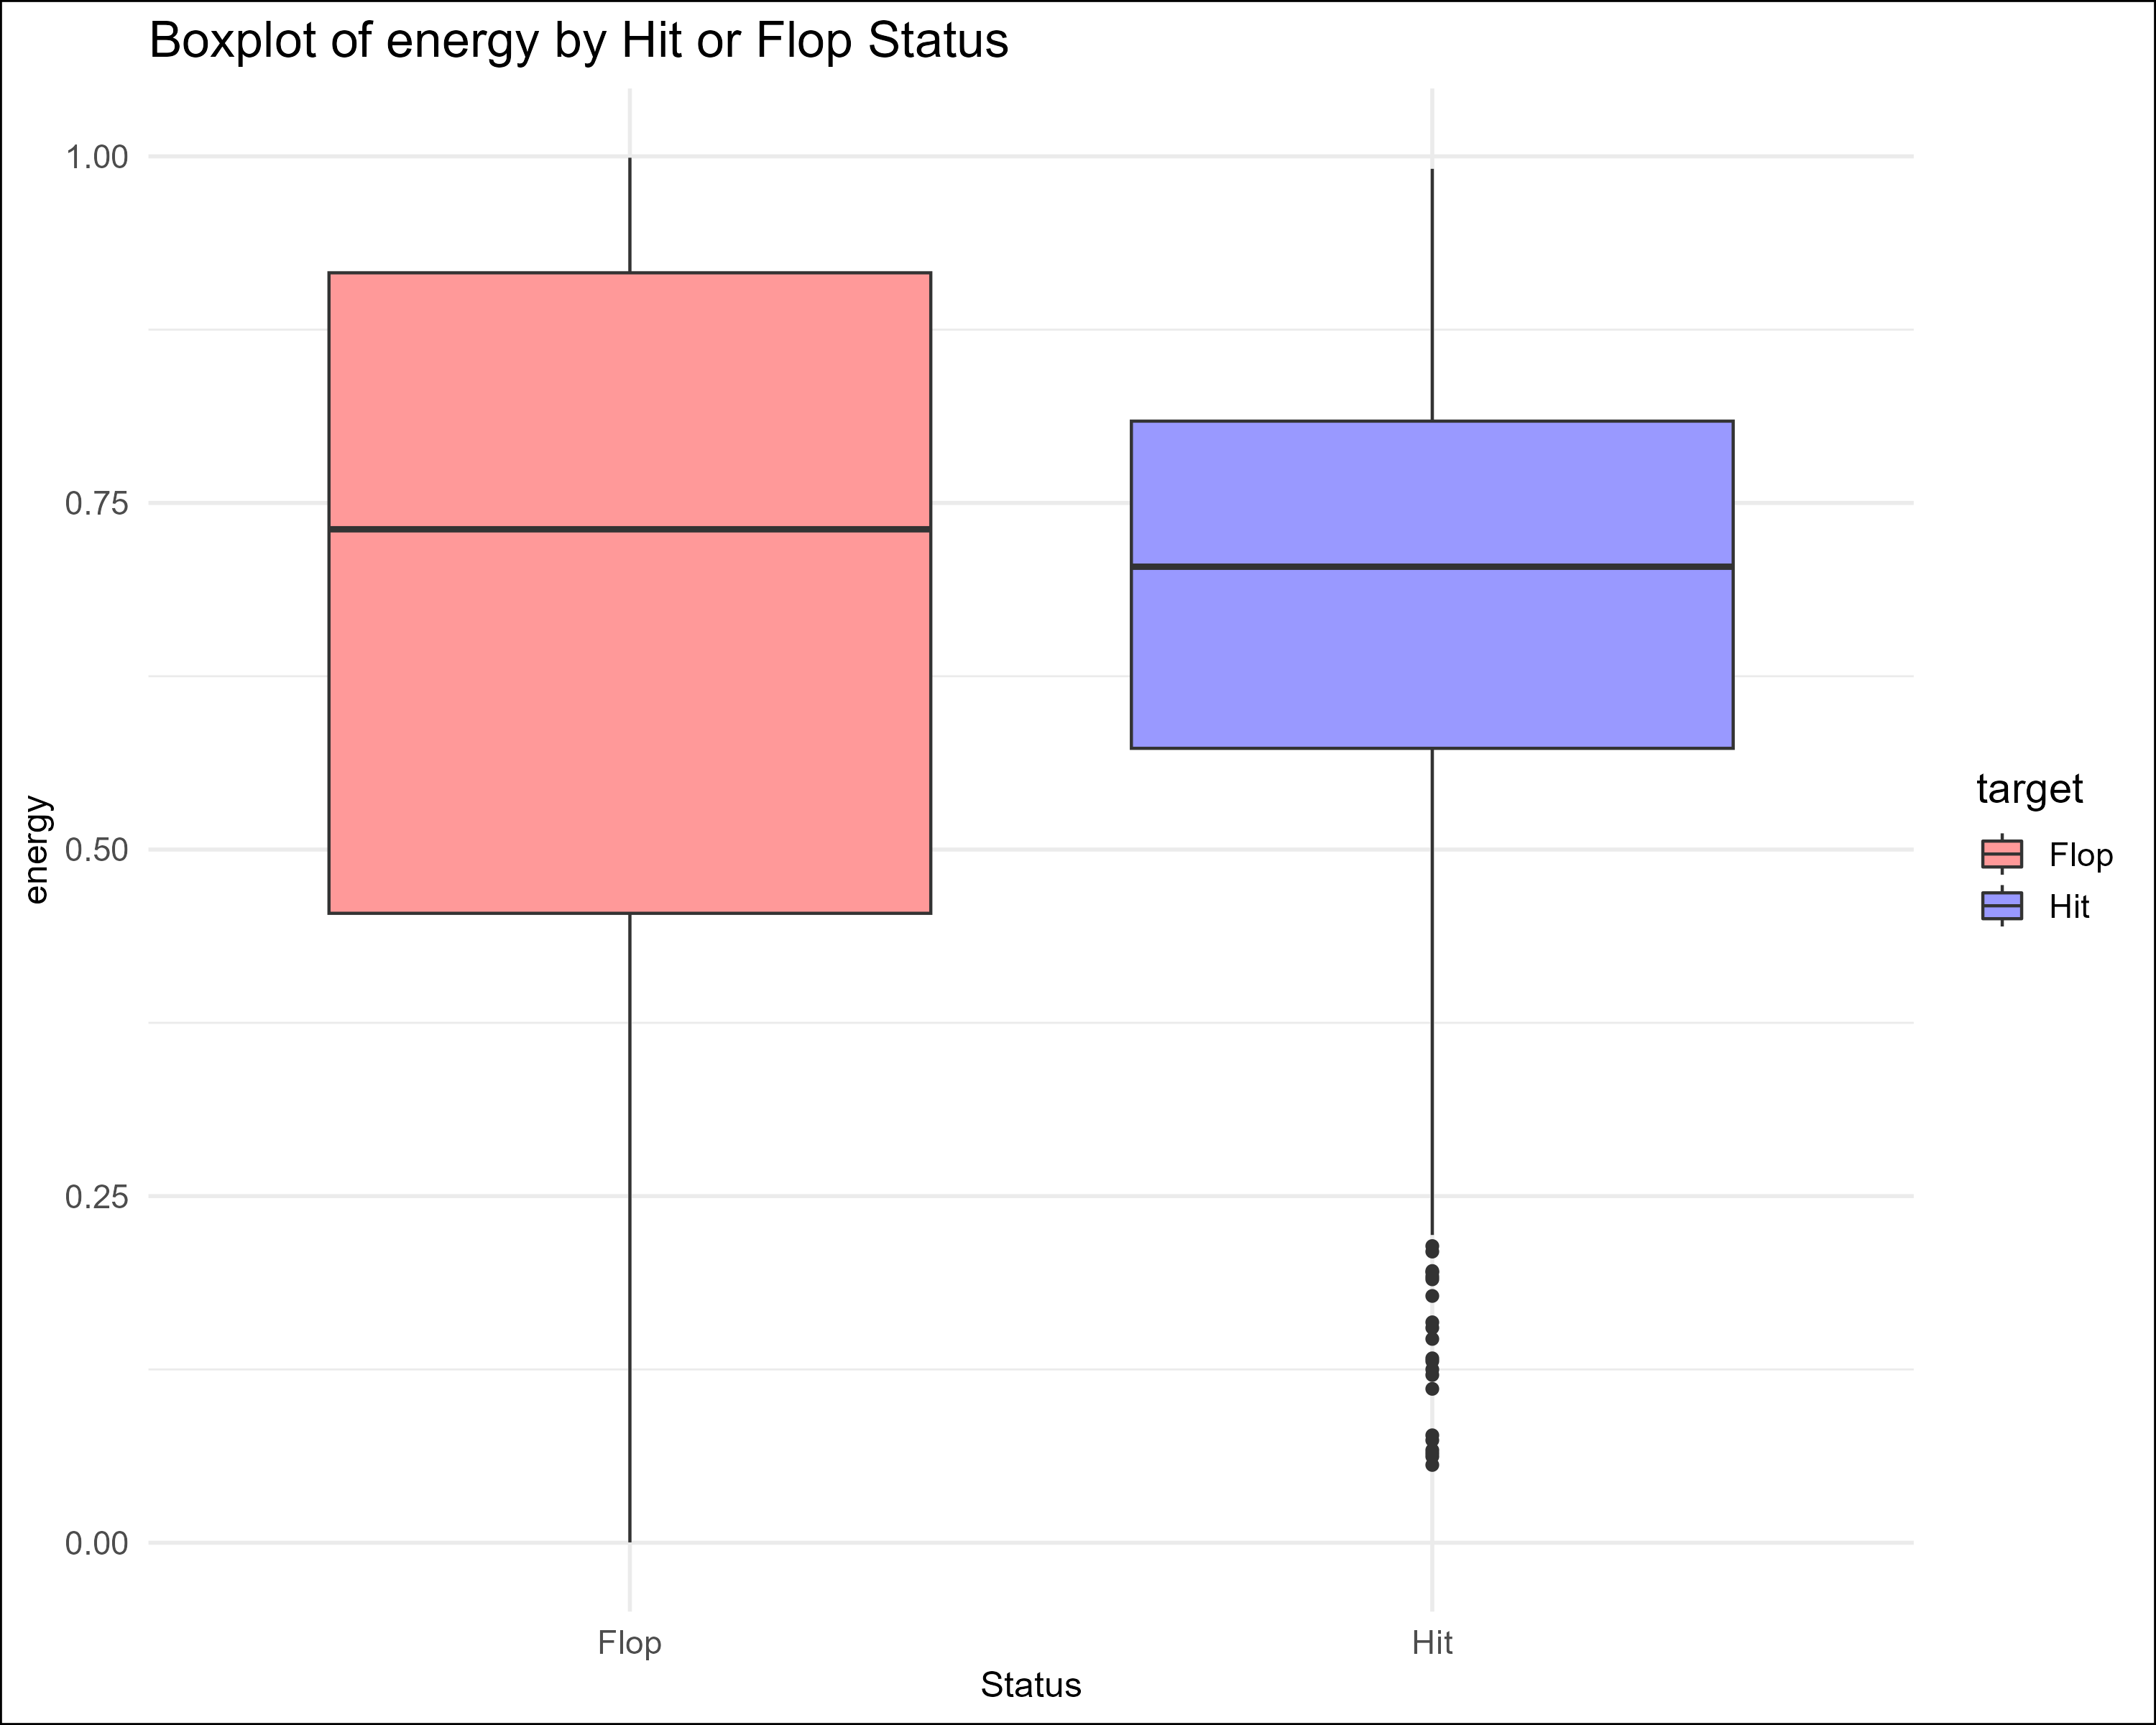 Boxplot of energy by Hit or Flop Status
1.00
0.75
0.50
0.25
0.00
energy
Flop
Hit
Status
target
Flop
Hit